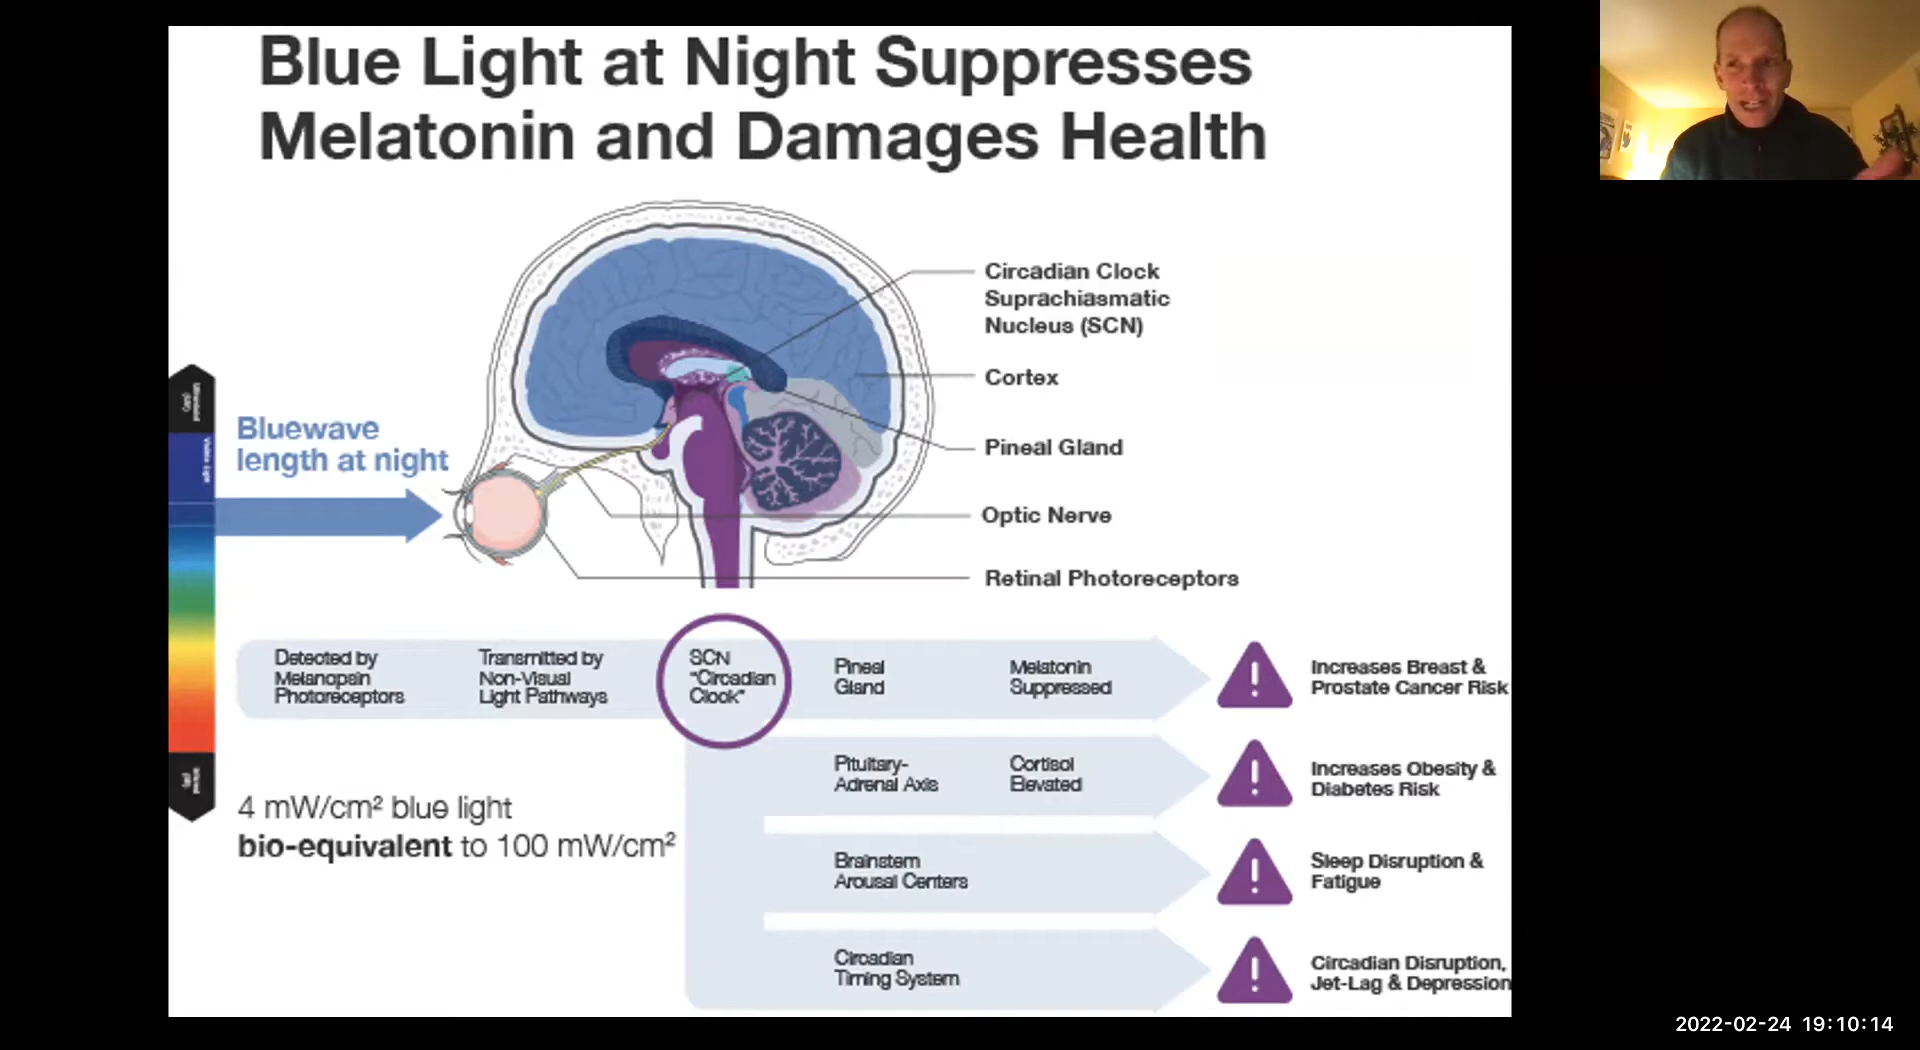 Blue Light at Night Suppresses
Melatonin and Damages Health
Circadian Clock
Suprachiasmatic
Nucleus (SCN)
Cortex
Pineal Gland
Optic Nerve
Retinal Photoreceptors
Bluewave
length at night
Detected by
Melanopsin
Photoreceptors
Transmitted by
Non-Visual
Light Pathways
SCN
"Circadian
Clock"
Pineal
Gland
Melatonin
Suppressed
Increases Breast &
Prostate Cancer Risk
Pituitary-
Adrenal Axis
Cortisol
Elevated
Increases Obesity &
Diabetes Risk
Brainstem
Arousal Centers
Sleep Disruption &
Fatigue
Circadian
Timing System
Circadian Disruption,
Jet-Lag & Depression
4 mW/cm² blue light
bio-equivalent to 100 mW/cm²
2022-02-24 19:10:14